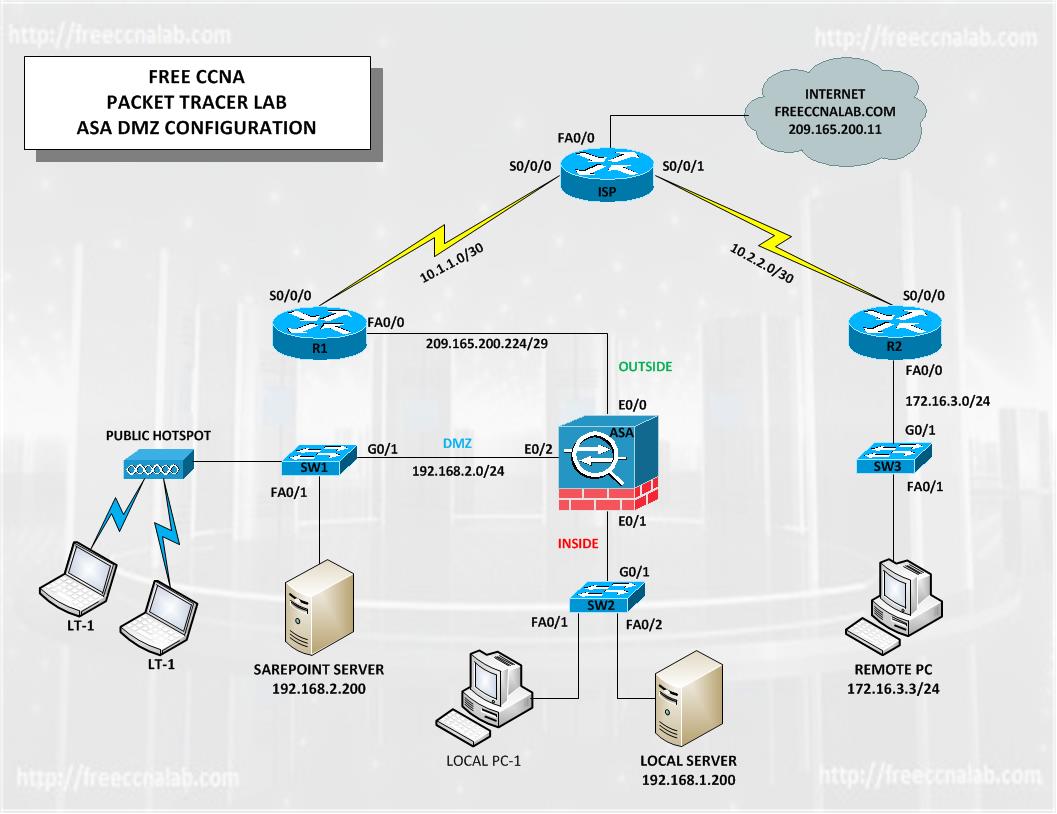 http://freeccnalab.com
http://freeccnalab.com
FREE CCNA
PACKET TRACER LAB
ASA DMZ CONFIGURATION
INTERNET
FREECCNALAB.COM
209.165.200.11
FA0/0
S0/0/0
S0/0/1
ISP
10.1.1.0/30
10.2.2.0/30
S0/0/0
FA0/0
R1
209.165.200.224/29
S0/0/0
R2
FA0/0
172.16.3.0/24
OUTSIDE
E0/0
ASA
PUBLIC HOTSPOT
SW1
G0/1
DMZ
E0/2
192.168.2.0/24
FA0/1
G0/1
SW3
FA0/1
E0/1
INSIDE
G0/1
SW2
FA0/1
FA0/2
LT-1
LT-1
SAREPOINT SERVER
192.168.2.200
REMOTE PC
172.16.3.3/24
LOCAL PC-1
LOCAL SERVER
192.168.1.200
http://freeccnalab.com
http://freeccnalab.com